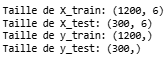 Taille de X_train: (1200, 6)
Taille de X_test: (300, 6)
Taille de y_train: (1200,)
Taille de y_test: (300,)